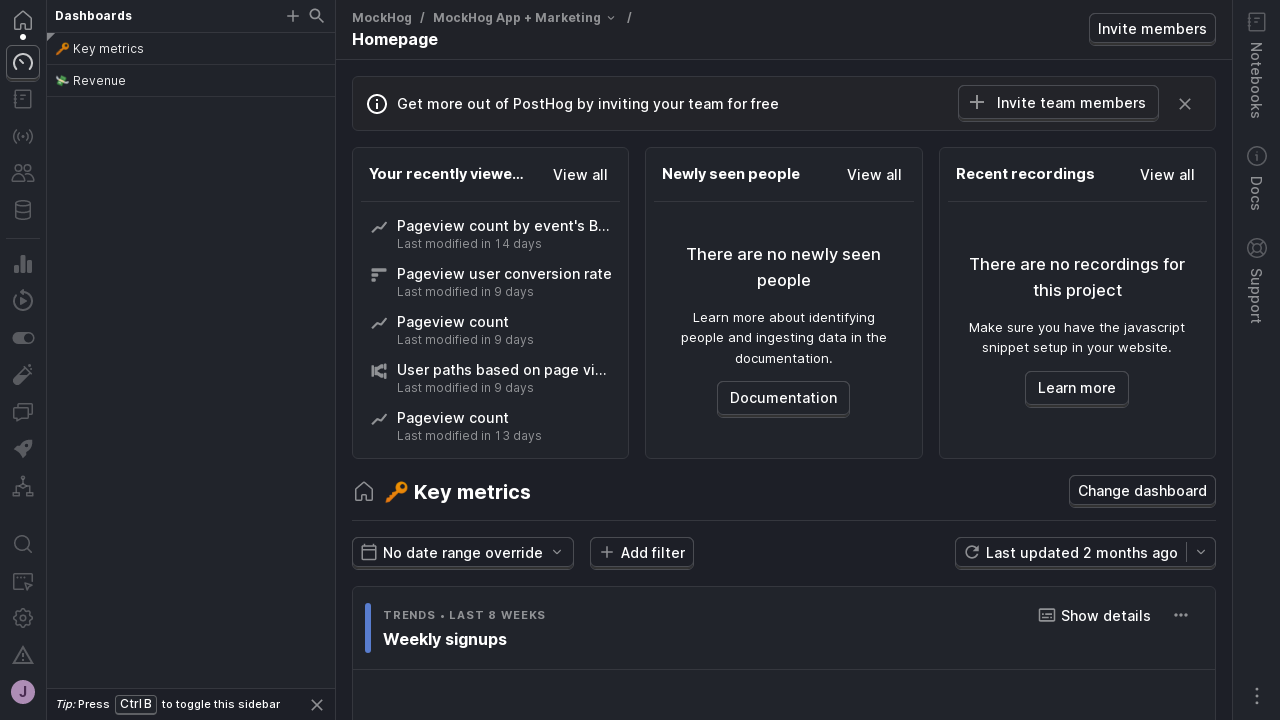 Dashboards
Key metrics
Revenue
Tip: Press Ctrl B to toggle this sidebar
J
MockHog / MockHog App + Marketing /
Homepage
Invite members
Get more out of PostHog by inviting your team for free
Invite team members
Your recently viewe...
View all
Pageview count by event's B...
Last modified in 14 days
Pageview user conversion rate
Last modified in 9 days
Pageview count
Last modified in 9 days
User paths based on page vi...
Last modified in 9 days
Pageview count
Last modified in 13 days
Newly seen people
View all
There are no newly seen
people
Learn more about identifying
people and ingesting data in the
documentation.
Documentation
Recent recordings
View all
There are no recordings for
this project
Make sure you have the javascript
snippet setup in your website.
Learn more
Key metrics
Change dashboard
No date range override
Add filter
Last updated 2 months ago
TRENDS • LAST 8 WEEKS
Show details
Weekly signups
Notebooks
Docs
Support